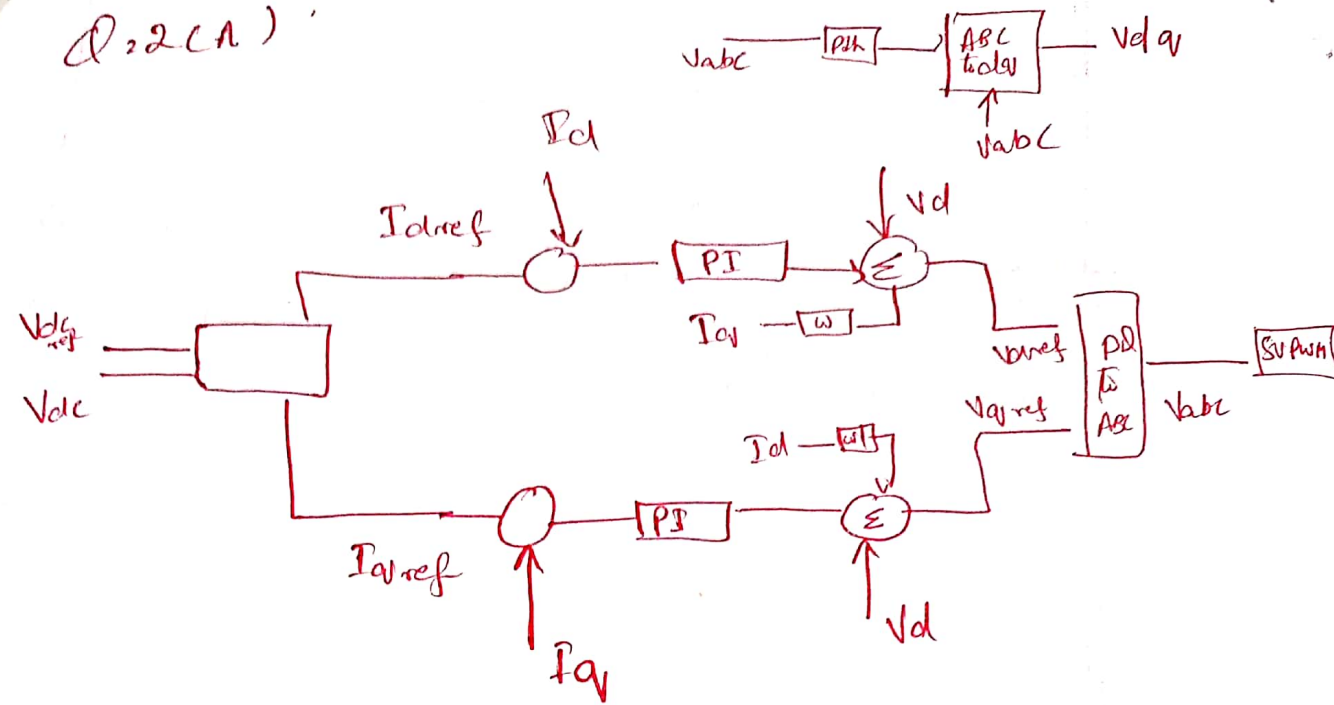 Q.2(A)
Vabc
PLL
ABC
to dq
Vdq
Vabc
Id
Idref
PI
Σ
Vd
Iq
ω
Vdref
Vdc
ref
Vdc
DQ
To
ABC
Vabc
SVPWM
Vqref
Id
Iqref
PI
Σ
Iq
Vd